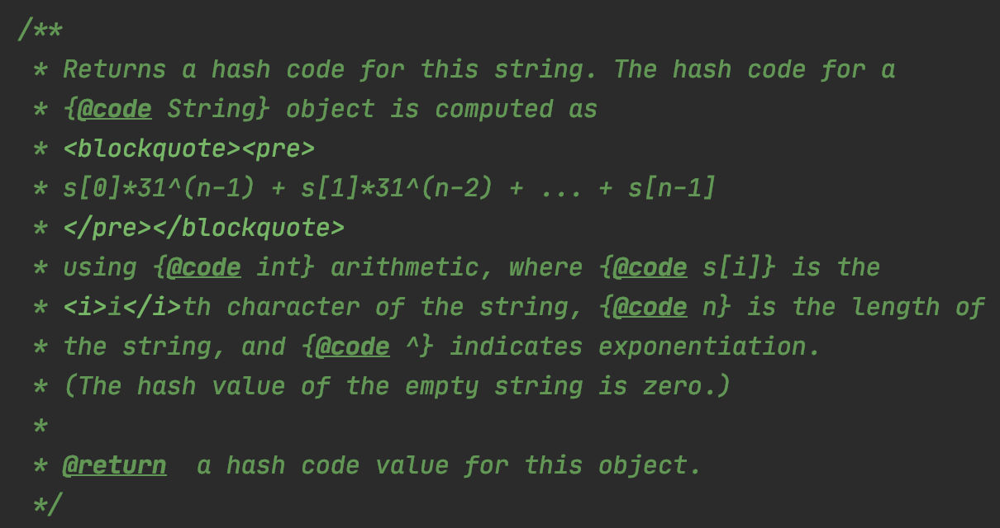 /**
 * Returns a hash code for this string. The hash code for a
 * {@code String} object is computed as
 * <blockquote><pre>
 * s[0]*31^(n-1) + s[1]*31^(n-2) + ... + s[n-1]
 * </pre></blockquote>
 * using {@code int} arithmetic, where {@code s[i]} is the
 * <i>i</i>th character of the string, {@code n} is the length of
 * the string, and {@code ^} indicates exponentiation.
 * (The hash value of the empty string is zero.)
 *
 * @return  a hash code value for this object.
 */